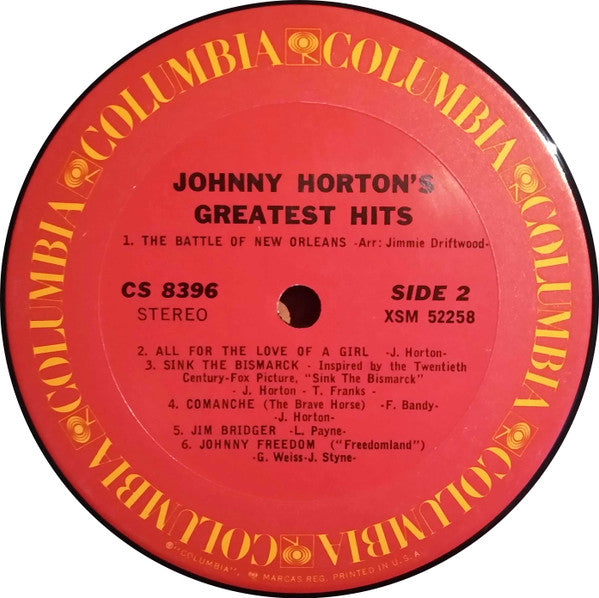 COLUMBIA COLUMBIA COLUMBIA COLUMBIA COLUMBIA COLUMBIA
JOHNNY HORTON'S
GREATEST HITS
1. THE BATTLE OF NEW ORLEANS -Arr: Jimmie Driftwood-
CS 8396 SIDE 2
STEREO XSM 52258
2. ALL FOR THE LOVE OF A GIRL -J. Horton-
3. SINK THE BISMARCK - Inspired by the Twentieth
Century-Fox Picture, "Sink The Bismarck"
- J. Horton - T. Franks -
4. COMANCHE (The Brave Horse) -F. Bandy-
-J. Horton-
5. JIM BRIDGER -L. Payne-
6. JOHNNY FREEDOM ("Freedomland")
-G. Weiss-J. Styne-
℗"COLUMBIA", MARCAS REG. PRINTED IN U.S.A.